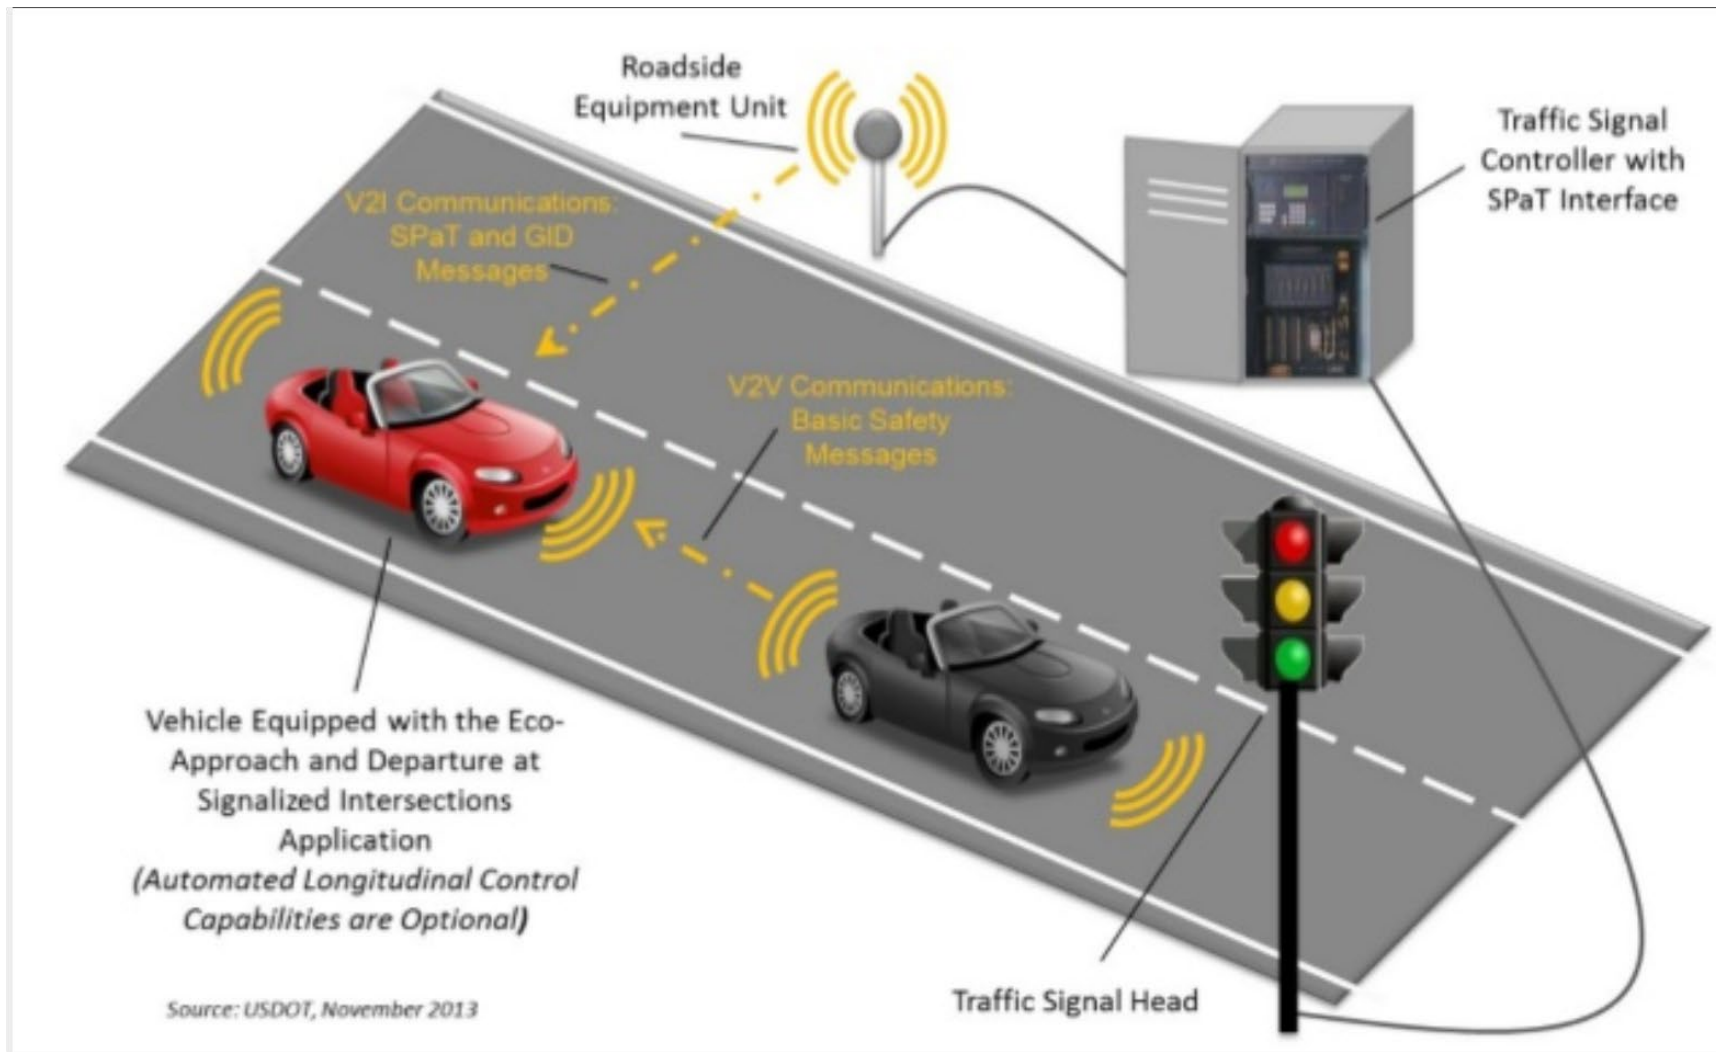 Roadside
Equipment Unit
Traffic Signal
Controller with
SPaT Interface
V2I Communications:
SPaT and GID
Messages
V2V Communications:
Basic Safety
Messages
Vehicle Equipped with the Eco-
Approach and Departure at
Signalized Intersections
Application
(Automated Longitudinal Control
Capabilities are Optional)
Traffic Signal Head
Source: USDOT, November 2013